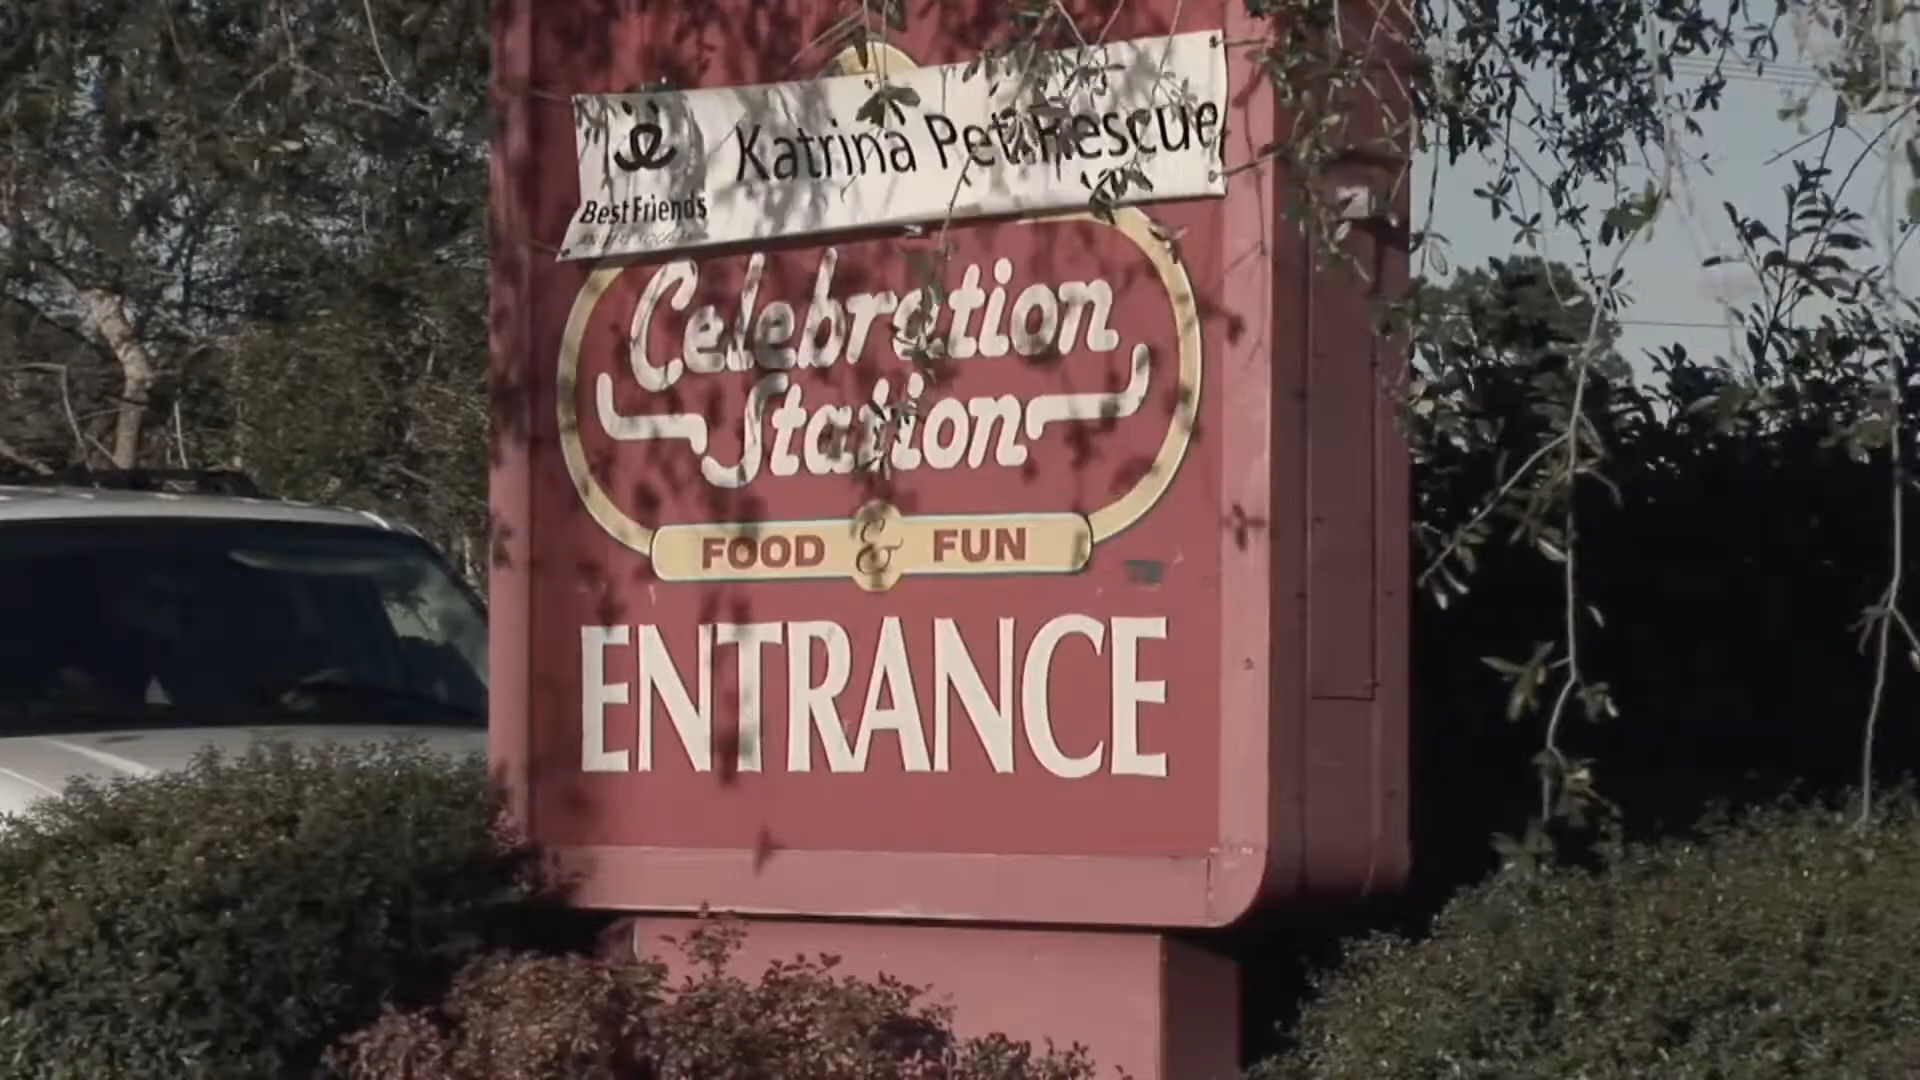 Katrina Pet Rescue
Best Friends
Celebration
Station
FOOD & FUN
ENTRANCE